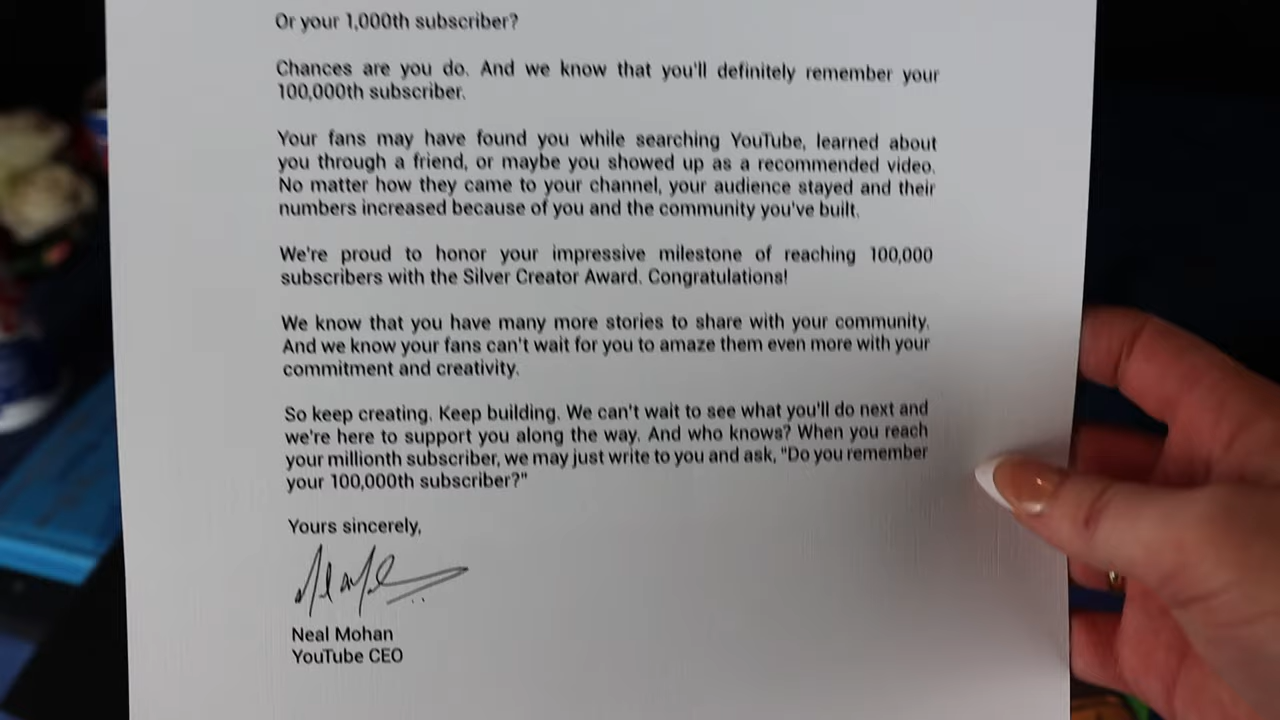 Or your 1,000th subscriber?
Chances are you do. And we know that you'll definitely remember your
100,000th subscriber.
Your fans may have found you while searching YouTube, learned about
you through a friend, or maybe you showed up as a recommended video.
No matter how they came to your channel, your audience stayed and their
numbers increased because of you and the community you've built.
We're proud to honor your impressive milestone of reaching 100,000
subscribers with the Silver Creator Award. Congratulations!
We know that you have many more stories to share with your community.
And we know your fans can't wait for you to amaze them even more with your
commitment and creativity.
So keep creating. Keep building. We can't wait to see what you'll do next and
we're here to support you along the way. And who knows? When you reach
your millionth subscriber, we may just write to you and ask, "Do you remember
your 100,000th subscriber?"
Yours sincerely,
Neal Mohan
YouTube CEO